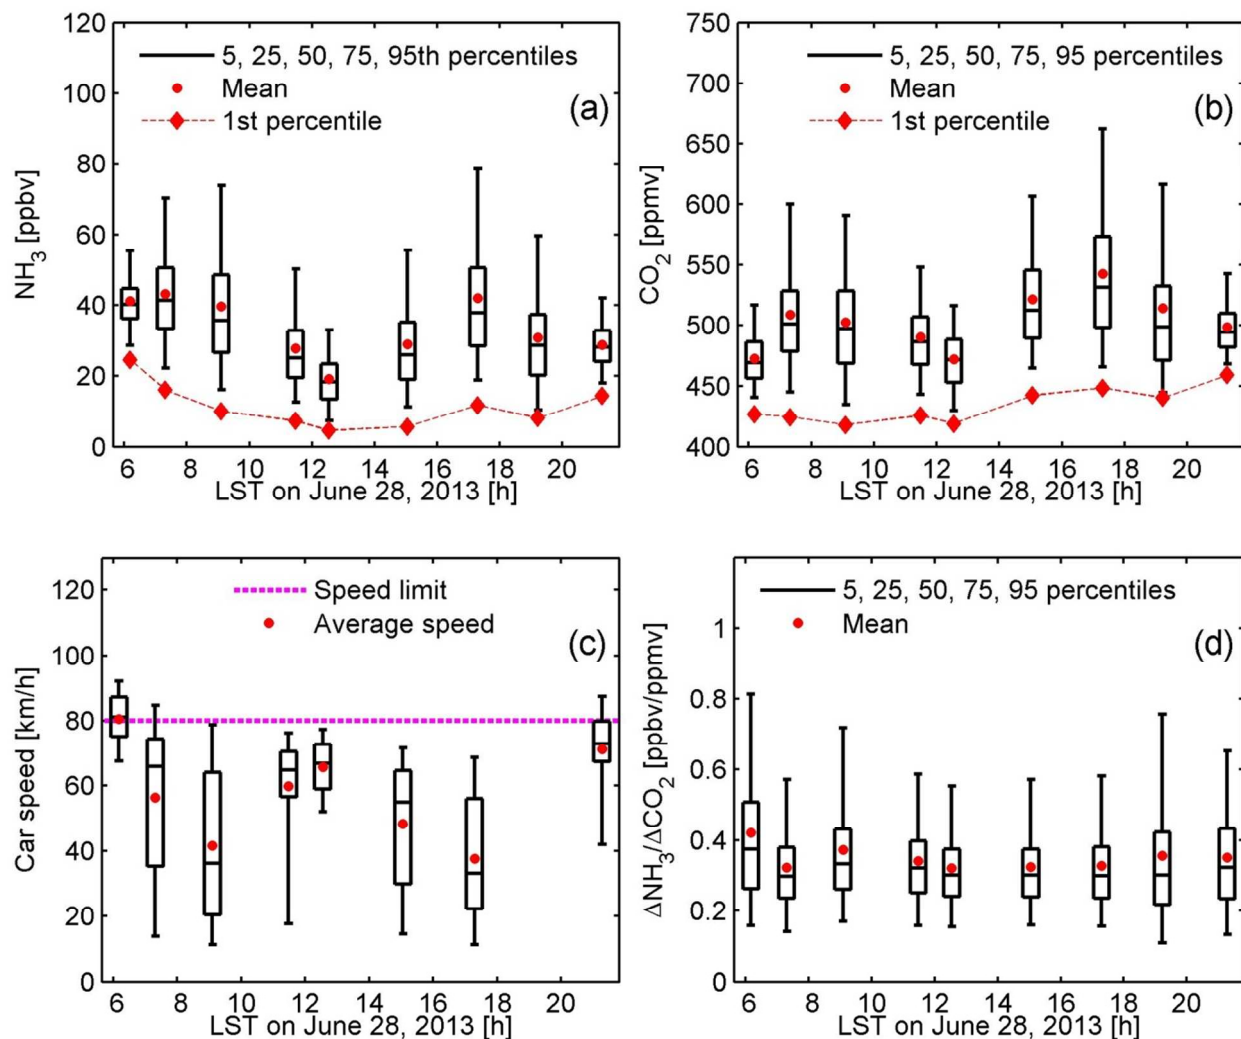 120
100
80
60
40
20
0
NH3 [ppbv]
5, 25, 50, 75, 95th percentiles
Mean
1st percentile
(a)
6 8 10 12 14 16 18 20
LST on June 28, 2013 [h]
750
700
650
600
550
500
450
400
CO2 [ppmv]
5, 25, 50, 75, 95 percentiles
Mean
1st percentile
(b)
6 8 10 12 14 16 18 20
LST on June 28, 2013 [h]
120
100
80
60
40
20
0
Car speed [km/h]
Speed limit
Average speed
(c)
6 8 10 12 14 16 18 20
LST on June 28, 2013 [h]
1
0.8
0.6
0.4
0.2
0
ΔNH3/ΔCO2 [ppbv/ppmv]
5, 25, 50, 75, 95 percentiles
Mean
(d)
6 8 10 12 14 16 18 20
LST on June 28, 2013 [h]